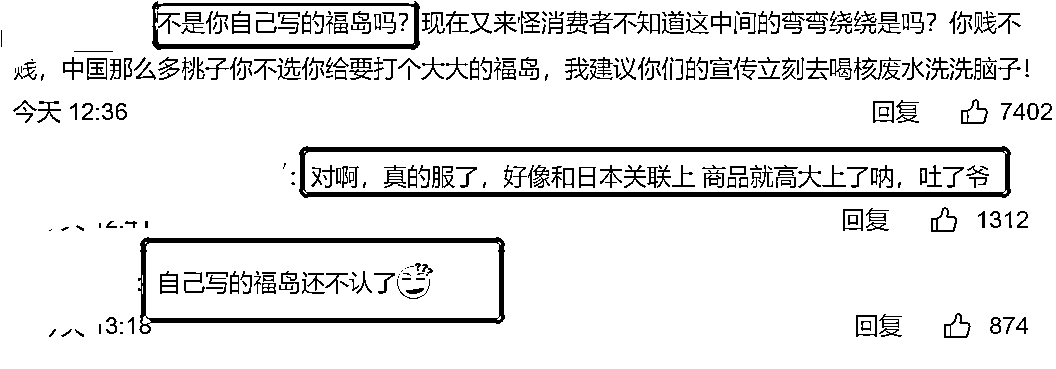 不是你自己写的福岛吗？现在又来怪消费者不知道这中间的弯弯绕绕是吗？你贱不
贱，中国那么多桃子你不选你给要打个大大的福岛，我建议你们的宣传立刻去喝核废水洗洗脑子！
今天 12:36 回复 7402
：对啊，真的服了，好像和日本关联上 商品就高大上了呐，吐了爷
回复 1312
：自己写的福岛还不认了
13:18 回复 874